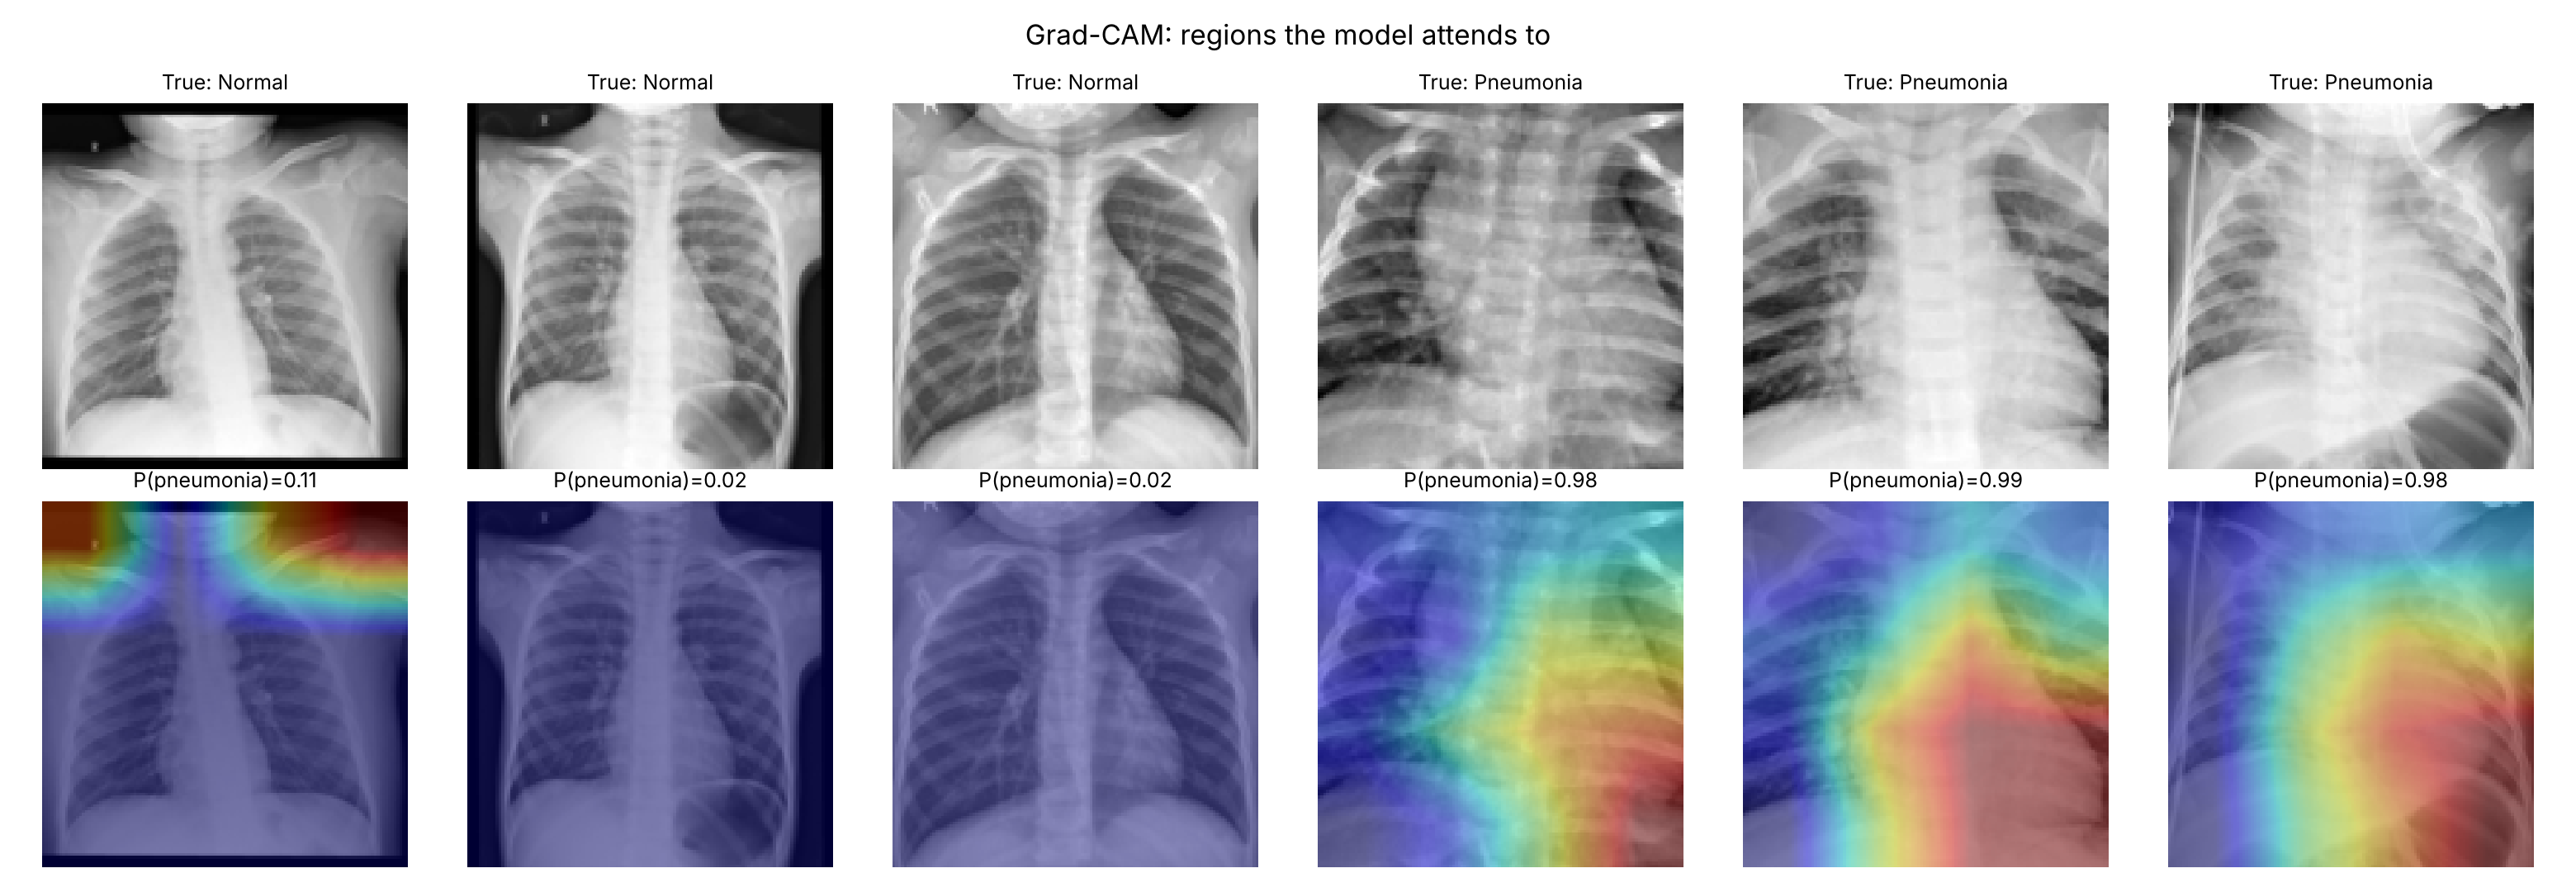 Grad-CAM: regions the model attends to
True: Normal
True: Normal
True: Normal
True: Pneumonia
True: Pneumonia
True: Pneumonia
P(pneumonia)=0.11
P(pneumonia)=0.02
P(pneumonia)=0.02
P(pneumonia)=0.98
P(pneumonia)=0.99
P(pneumonia)=0.98